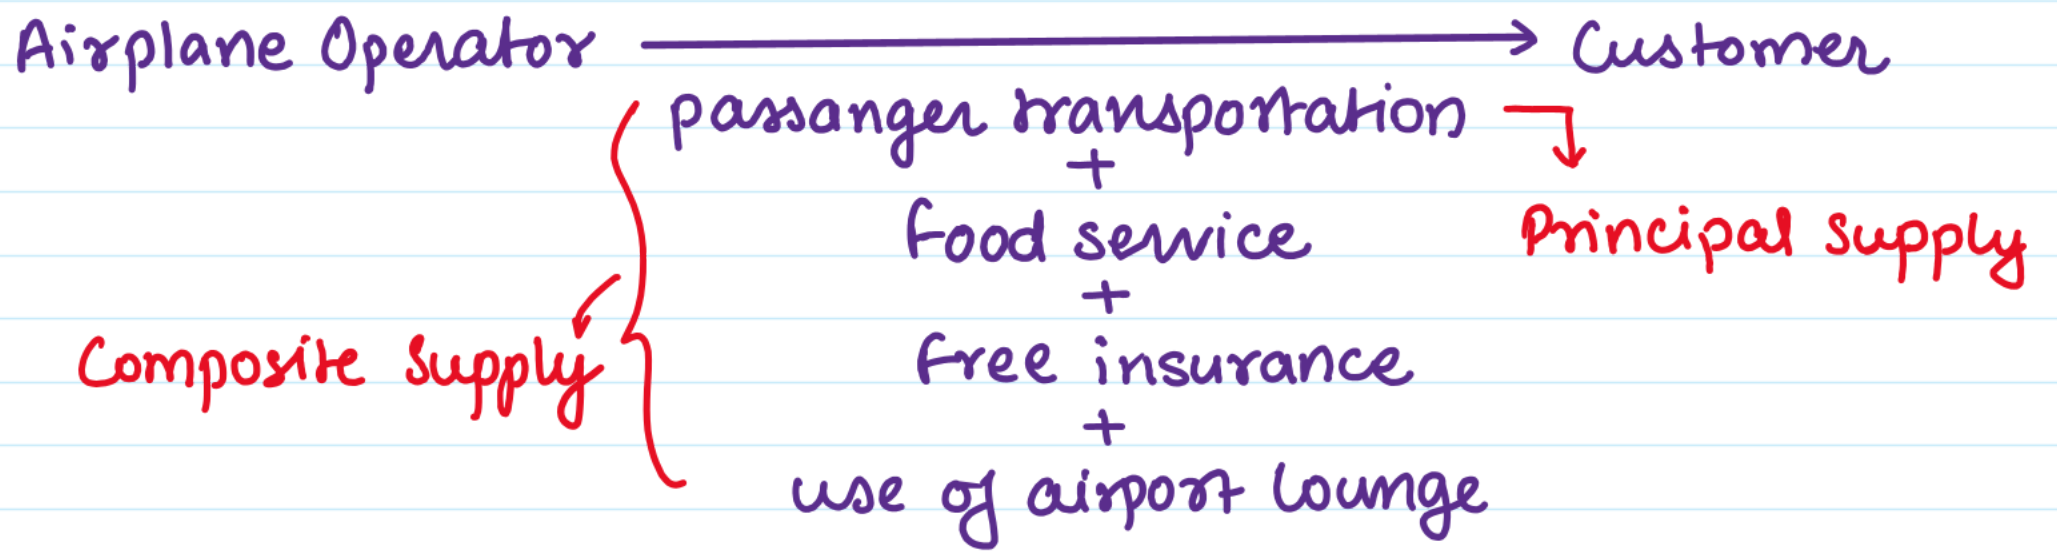 Airplane Operator → Customer
passanger transportation
+
food service
Principal Supply
+
free insurance
Composite Supply
+
use of airport lounge